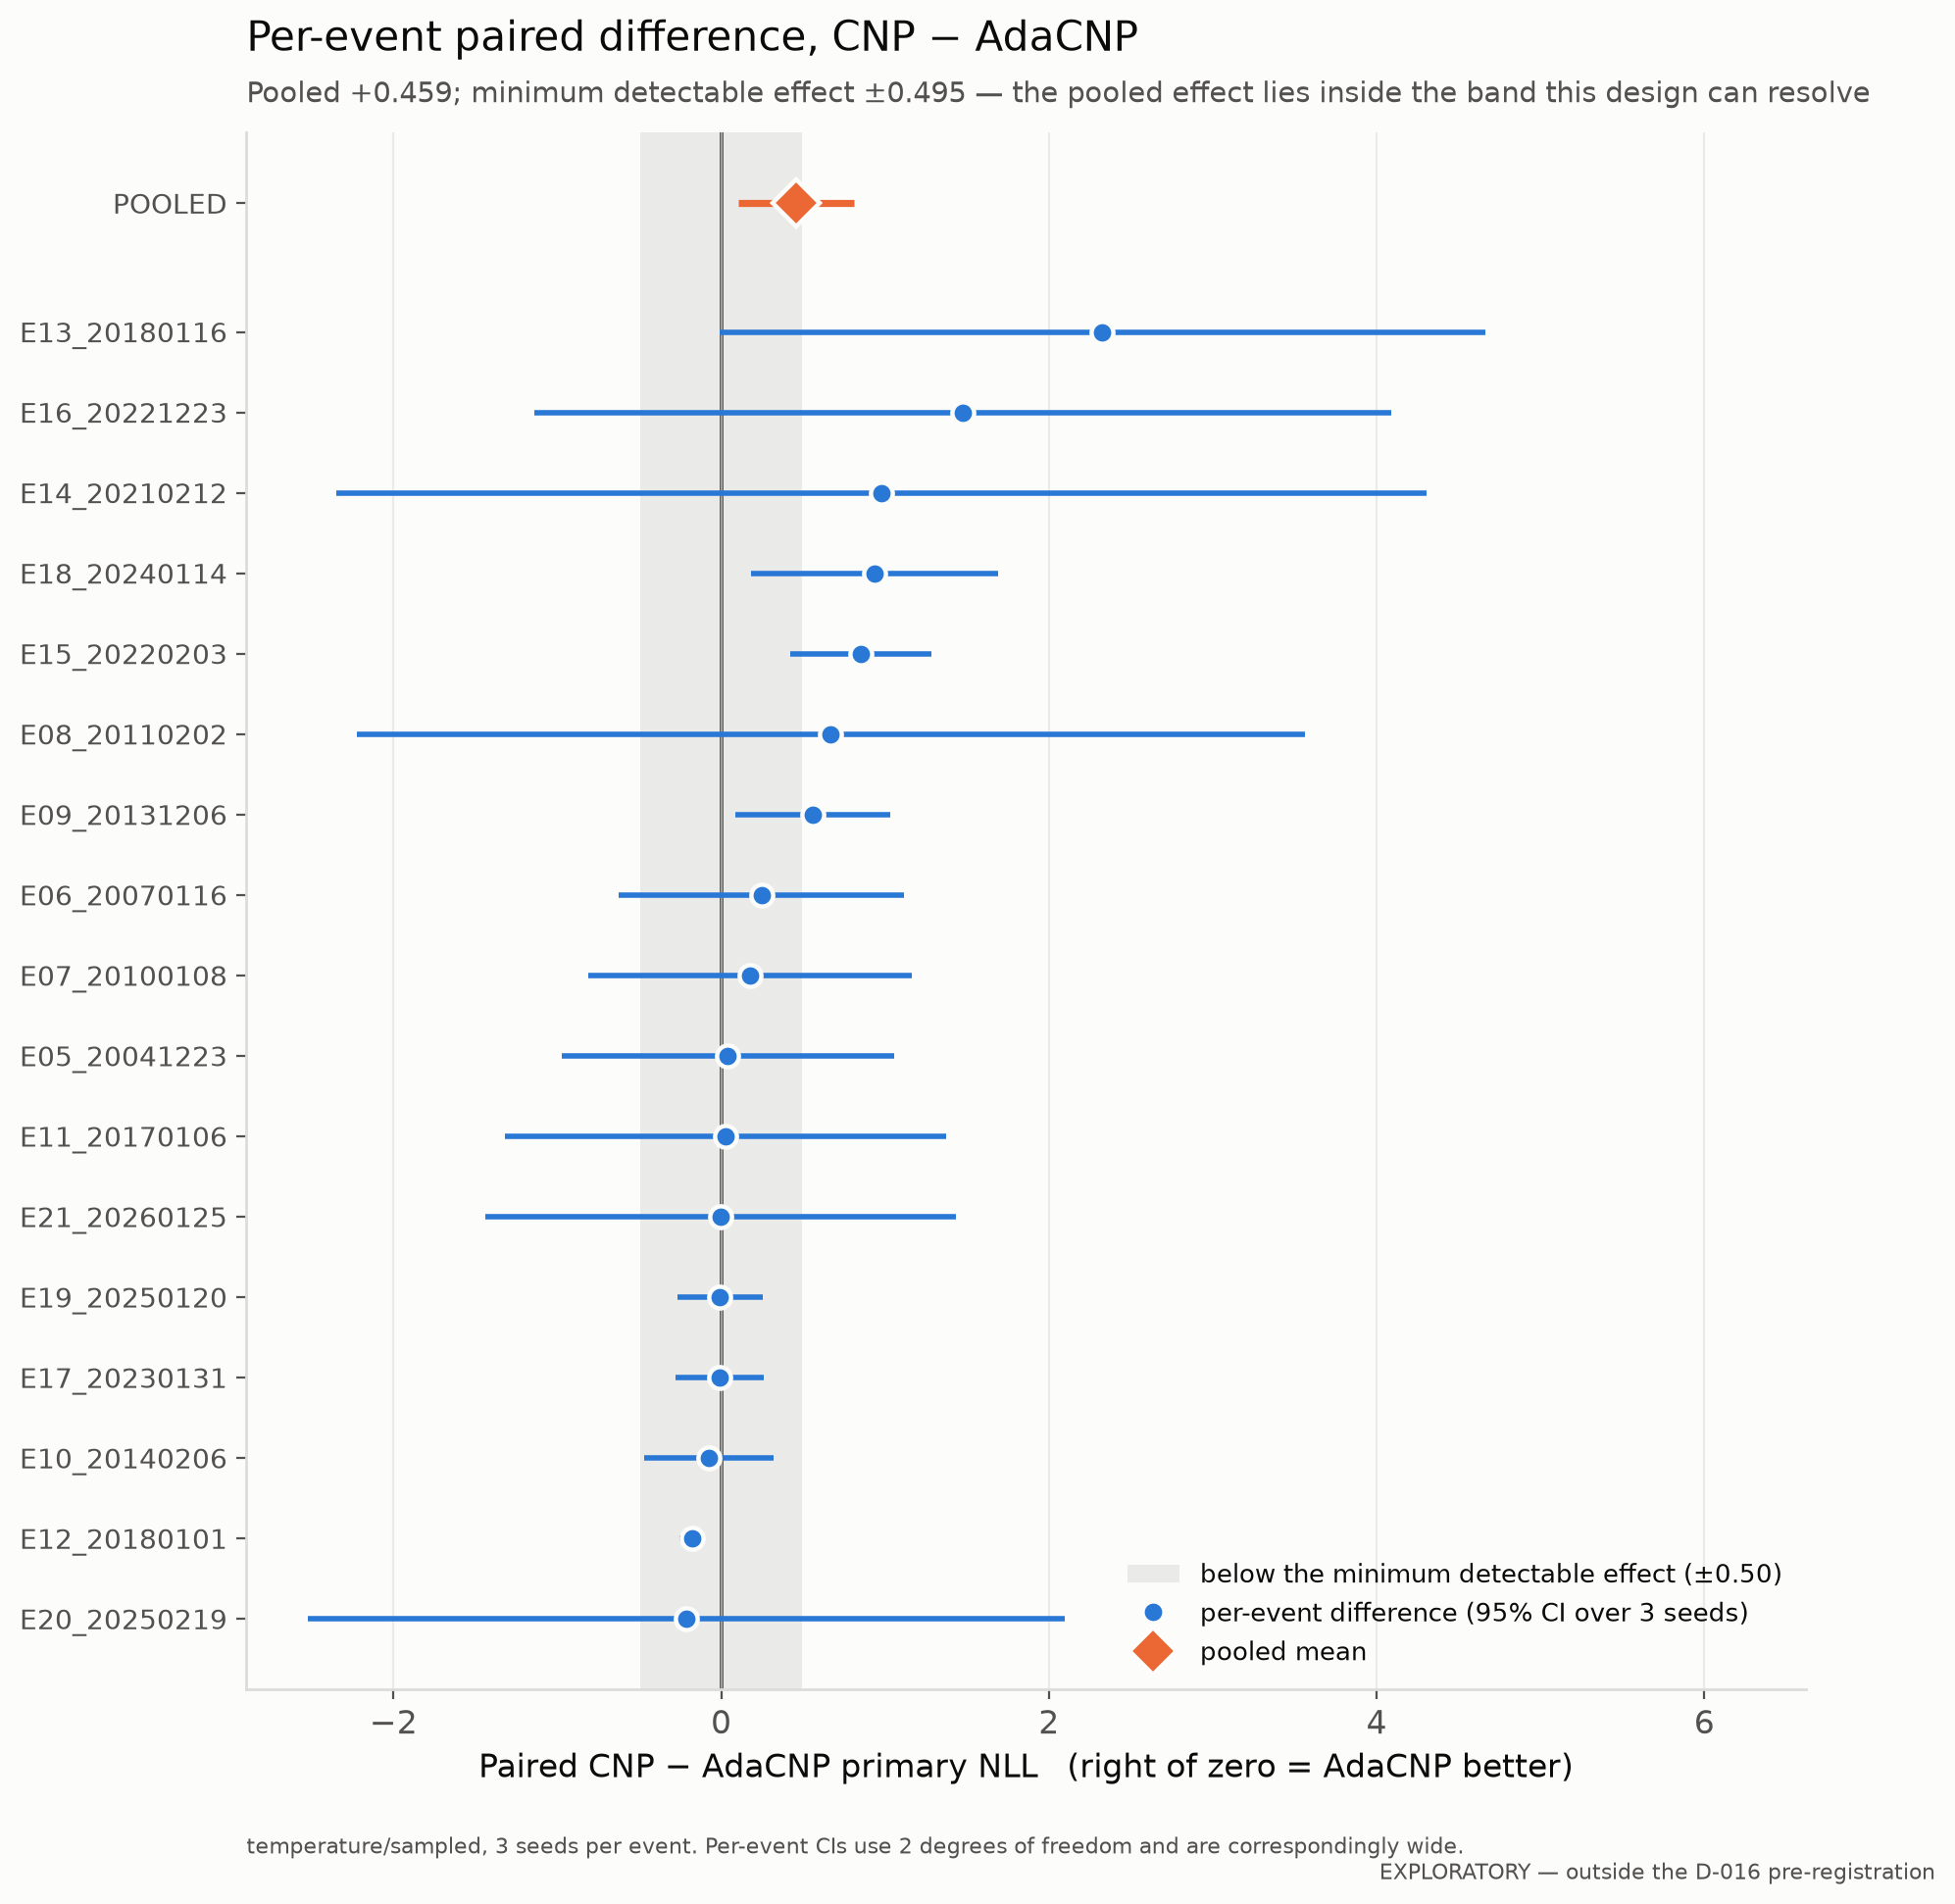 Per-event paired difference, CNP − AdaCNP
Pooled +0.459; minimum detectable effect ±0.495 — the pooled effect lies inside the band this design can resolve
POOLED
E13_20180116
E16_20221223
E14_20210212
E18_20240114
E15_20220203
E08_20110202
E09_20131206
E06_20070116
E07_20100108
E05_20041223
E11_20170106
E21_20260125
E19_20250120
E17_20230131
E10_20140206
E12_20180101
E20_20250219
below the minimum detectable effect (±0.50)
per-event difference (95% CI over 3 seeds)
pooled mean
−2 0 2 4 6
Paired CNP − AdaCNP primary NLL (right of zero = AdaCNP better)
temperature/sampled, 3 seeds per event. Per-event CIs use 2 degrees of freedom and are correspondingly wide.
EXPLORATORY — outside the D-016 pre-registration